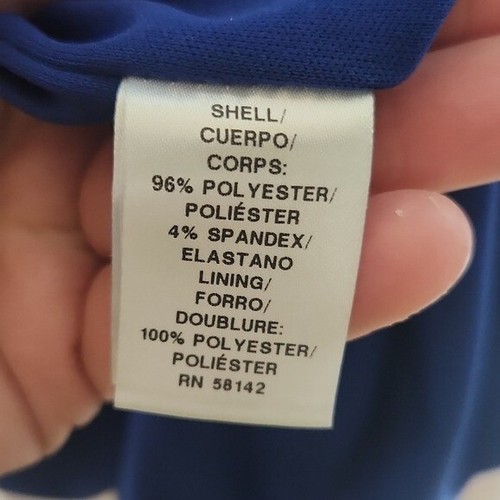 SHELL/
CUERPO/
CORPS:
96% POLYESTER/
POLIÉSTER
4% SPANDEX/
ELASTANO
LINING/
FORRO/
DOUBLURE:
100% POLYESTER/
POLIÉSTER
RN 58142